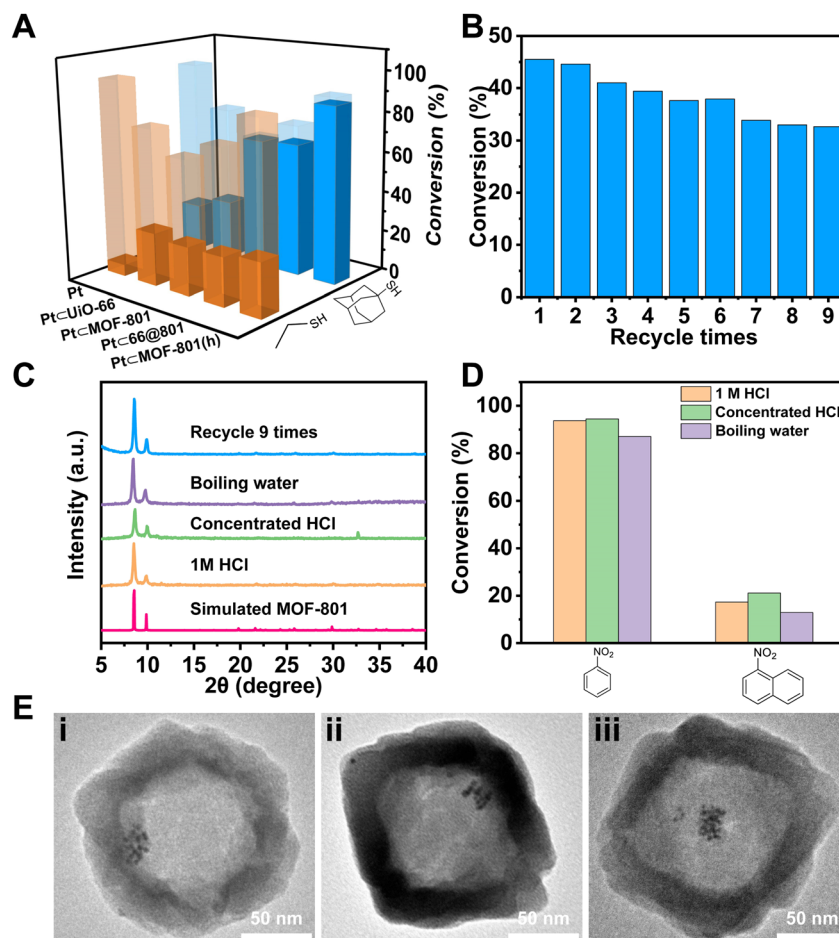 A
100
80
60
40
20
0
Conversion (%)
Pt
Pt⊂UiO-66
Pt⊂MOF-801
Pt⊂66@801
Pt⊂MOF-801(h)
SH
SH
B
50
40
30
20
10
0
Conversion (%)
1 2 3 4 5 6 7 8 9
Recycle times
C
Intensity (a.u.)
Recycle 9 times
Boiling water
Concentrated HCl
1M HCl
Simulated MOF-801
5 10 15 20 25 30 35 40
2θ (degree)
D
100
80
60
40
20
0
Conversion (%)
1 M HCl
Concentrated HCl
Boiling water
NO2
NO2
E
i
50 nm
ii
50 nm
iii
50 nm